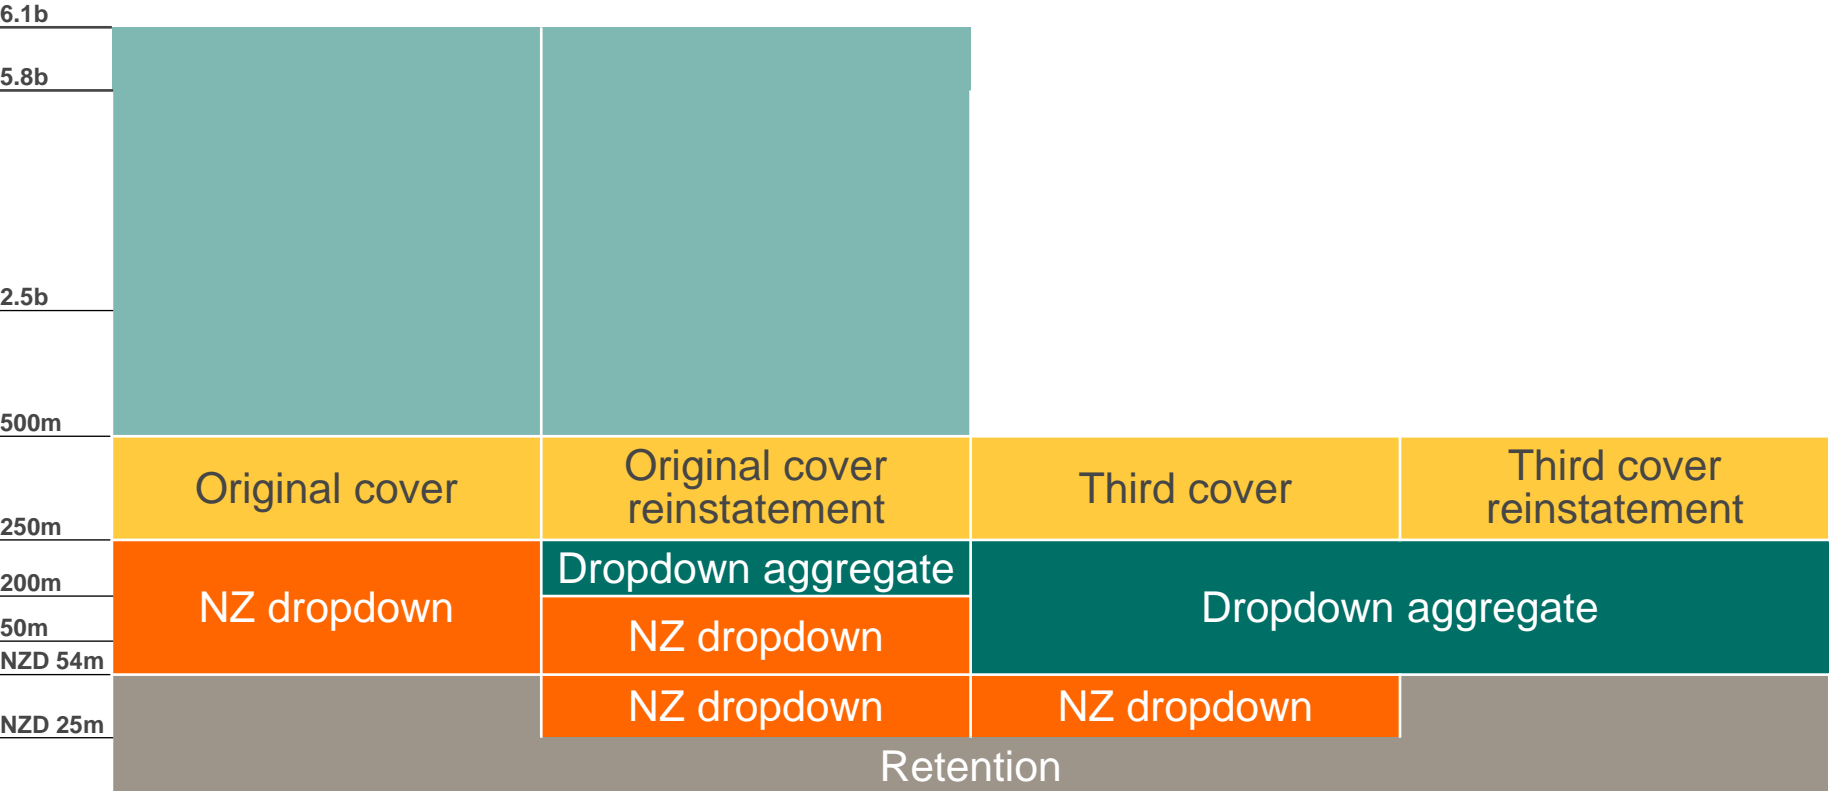 6.1b
5.8b
2.5b
500m
Original cover
Original cover
reinstatement
Third cover
Third cover
reinstatement
250m
Dropdown aggregate
200m
NZ dropdown
Dropdown aggregate
50m
NZ dropdown
NZD 54m
NZ dropdown
NZ dropdown
NZD 25m
Retention